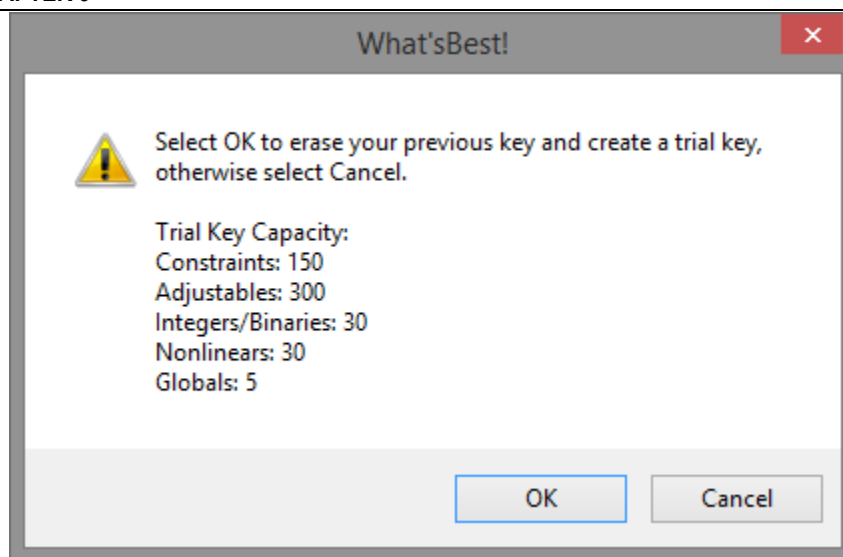 What'sBest!
Select OK to erase your previous key and create a trial key,
otherwise select Cancel.
Trial Key Capacity:
Constraints: 150
Adjustables: 300
Integers/Binaries: 30
Nonlinears: 30
Globals: 5
OK
Cancel